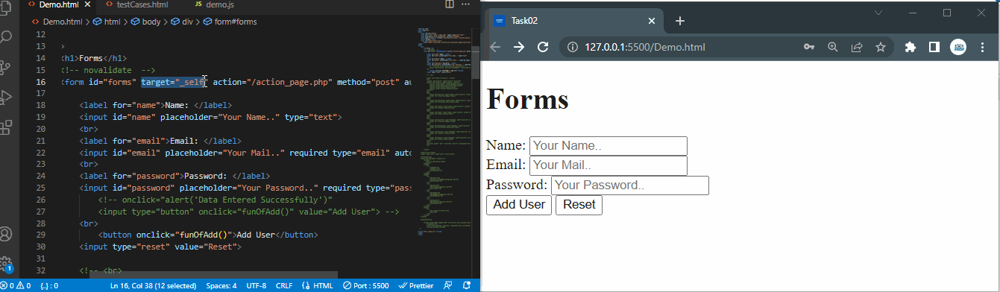 Demo.html
testCases.html
JS demo.js
Demo.html > html > body > div > form#forms
12
13 >
14 <h1>Forms</h1>
15 <!-- novalidate  -->
16 <form id="forms" target="_self" action="/action_page.php" method="post" au
17
18 <label for="name">Name: </label>
19 <input id="name" placeholder="Your Name.." type="text">
20 <br>
21 <label for="email">Email: </label>
22 <input id="email" placeholder="Your Mail.." required type="email" auto
23 <br>
24 <label for="password">Password: </label>
25 <input id="password" placeholder="Your Password.." required type="pass
26 <!-- onclick="alert('Data Entered Successfully')"
27 <input type="button" onclick="funOfAdd()" value="Add User"> -->
28 <br>
29 <button onclick="funOfAdd()">Add User</button>
30 <input type="reset" value="Reset">
31
32 <!-- <br>
1
0 0 {..} : 0 Ln 16, Col 38 (12 selected) Spaces: 4 UTF-8 CRLF HTML Port : 5500 Prettier
Task02
127.0.0.1:5500/Demo.html
Forms
Name: Your Name..
Email: Your Mail..
Password: Your Password..
Add User Reset